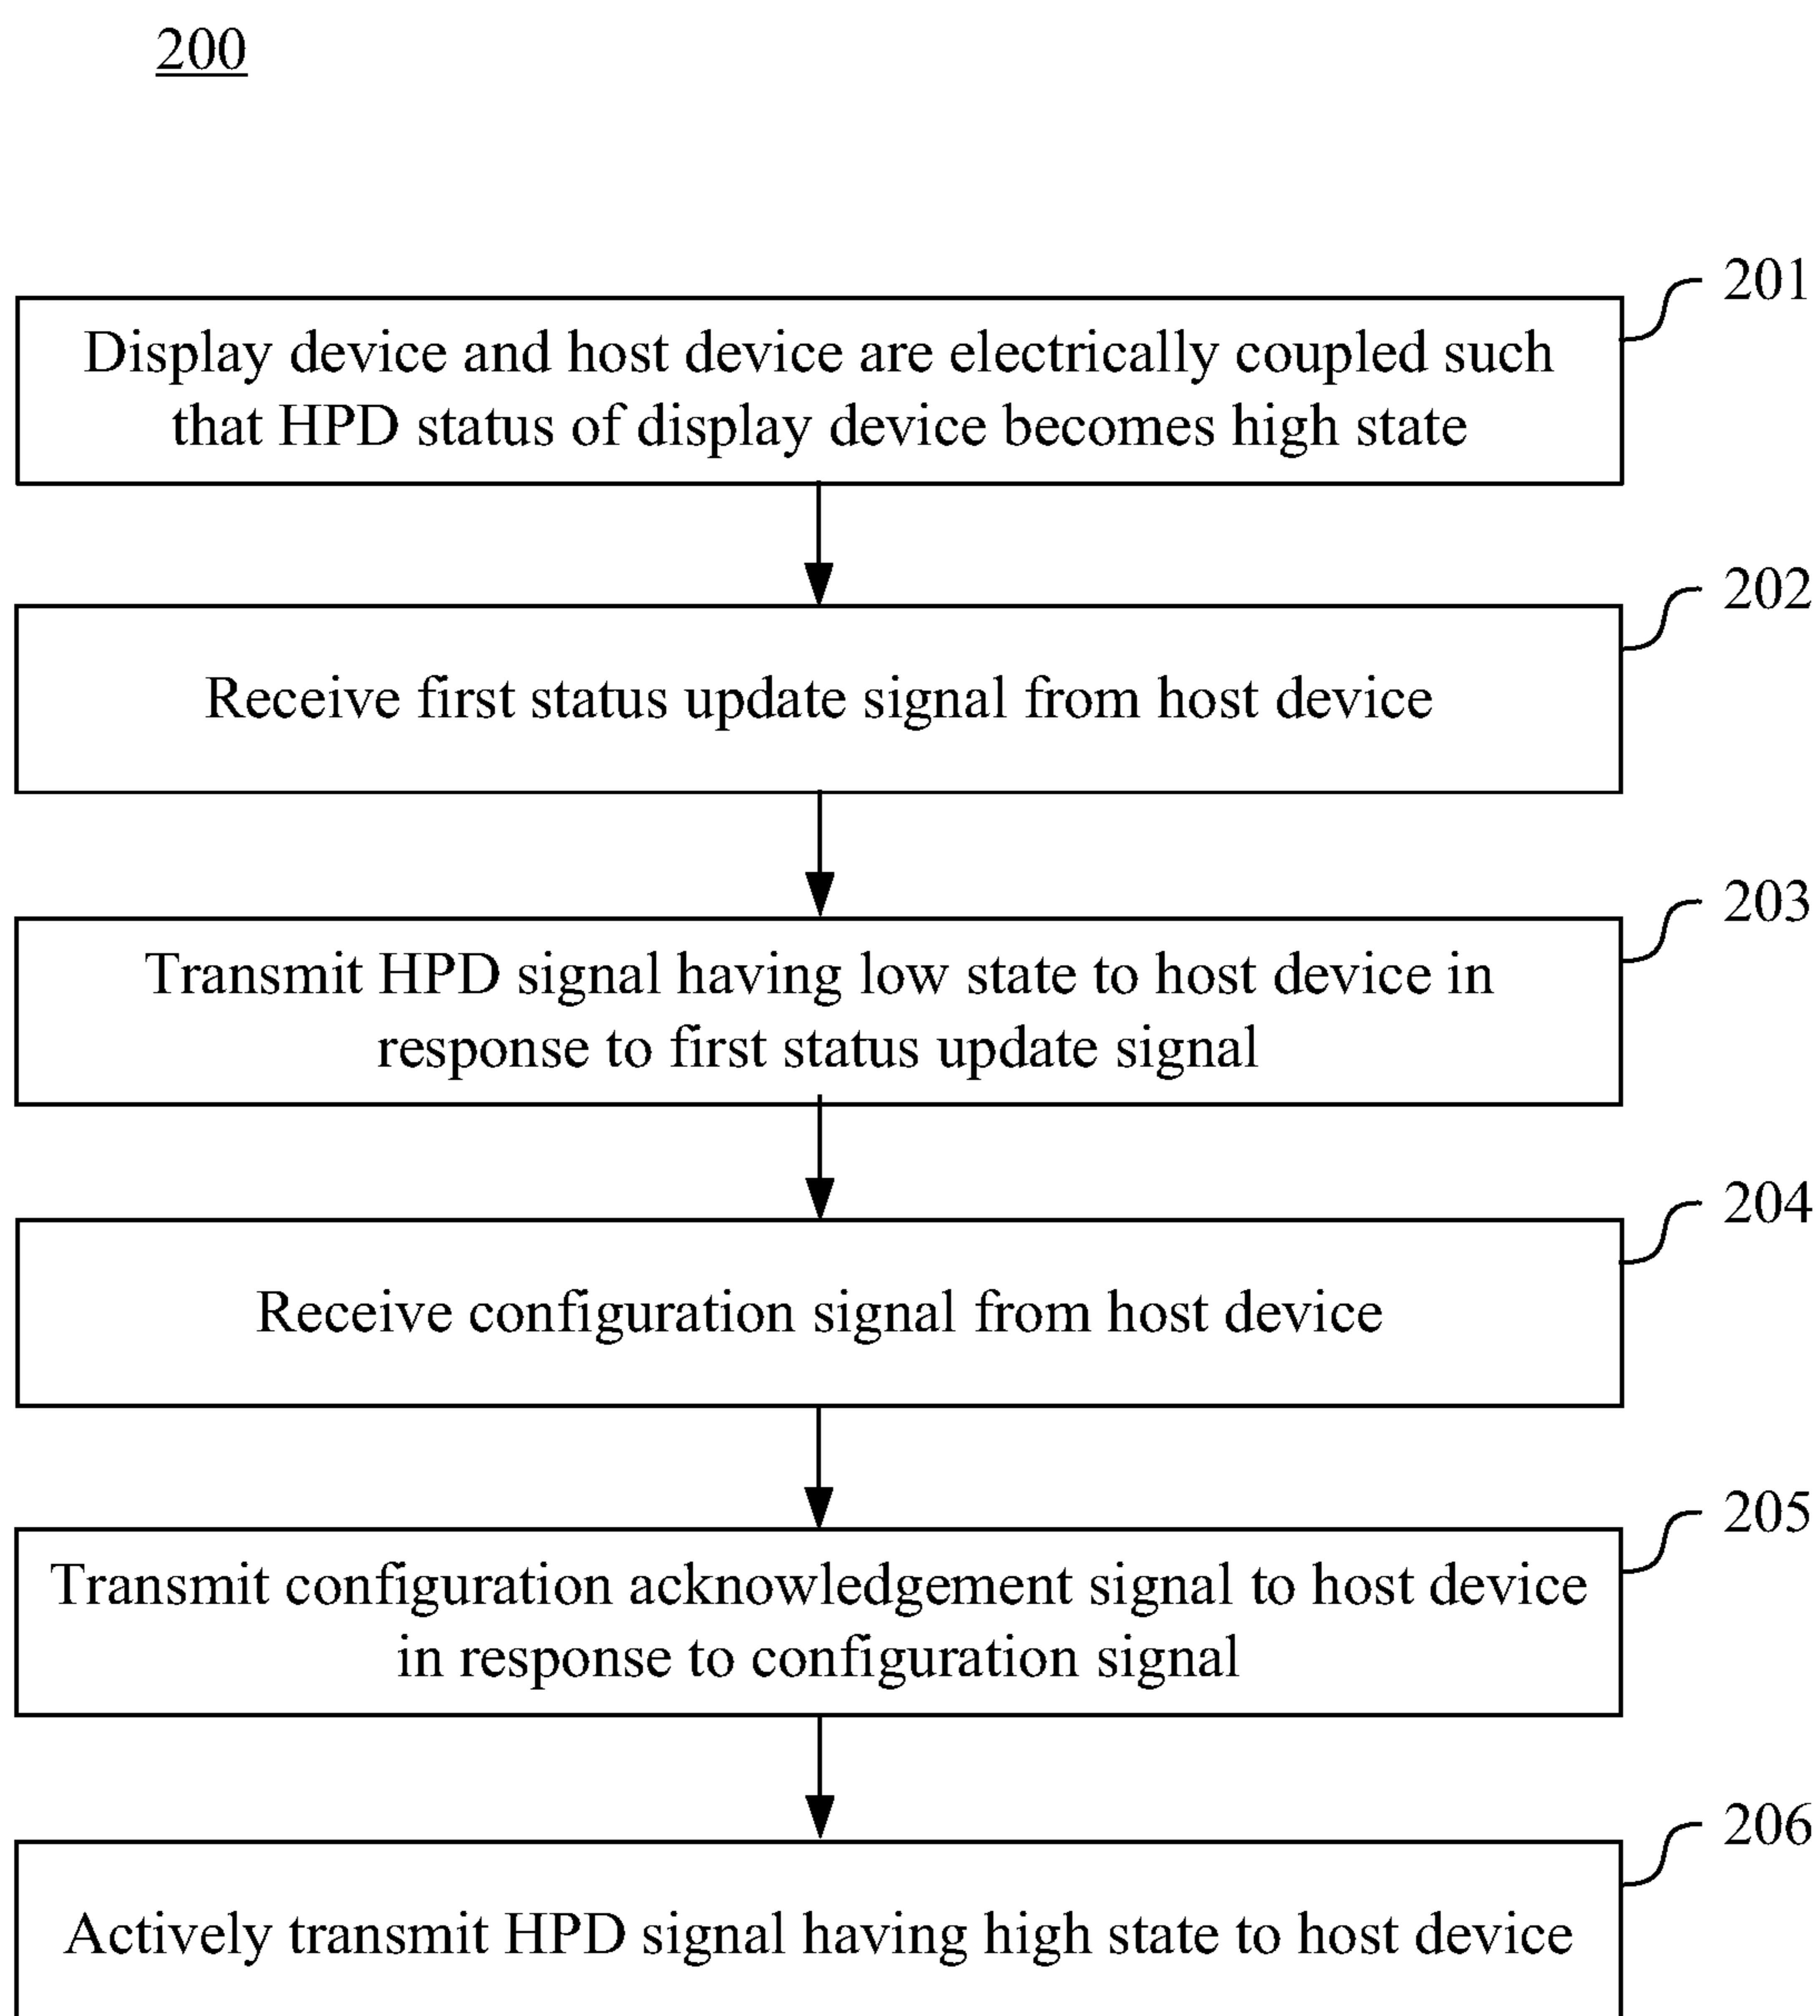 200
201
Display device and host device are electrically coupled such
that HPD status of display device becomes high state
202
Receive first status update signal from host device
203
Transmit HPD signal having low state to host device in
response to first status update signal
204
Receive configuration signal from host device
205
Transmit configuration acknowledgement signal to host device
in response to configuration signal
206
Actively transmit HPD signal having high state to host device